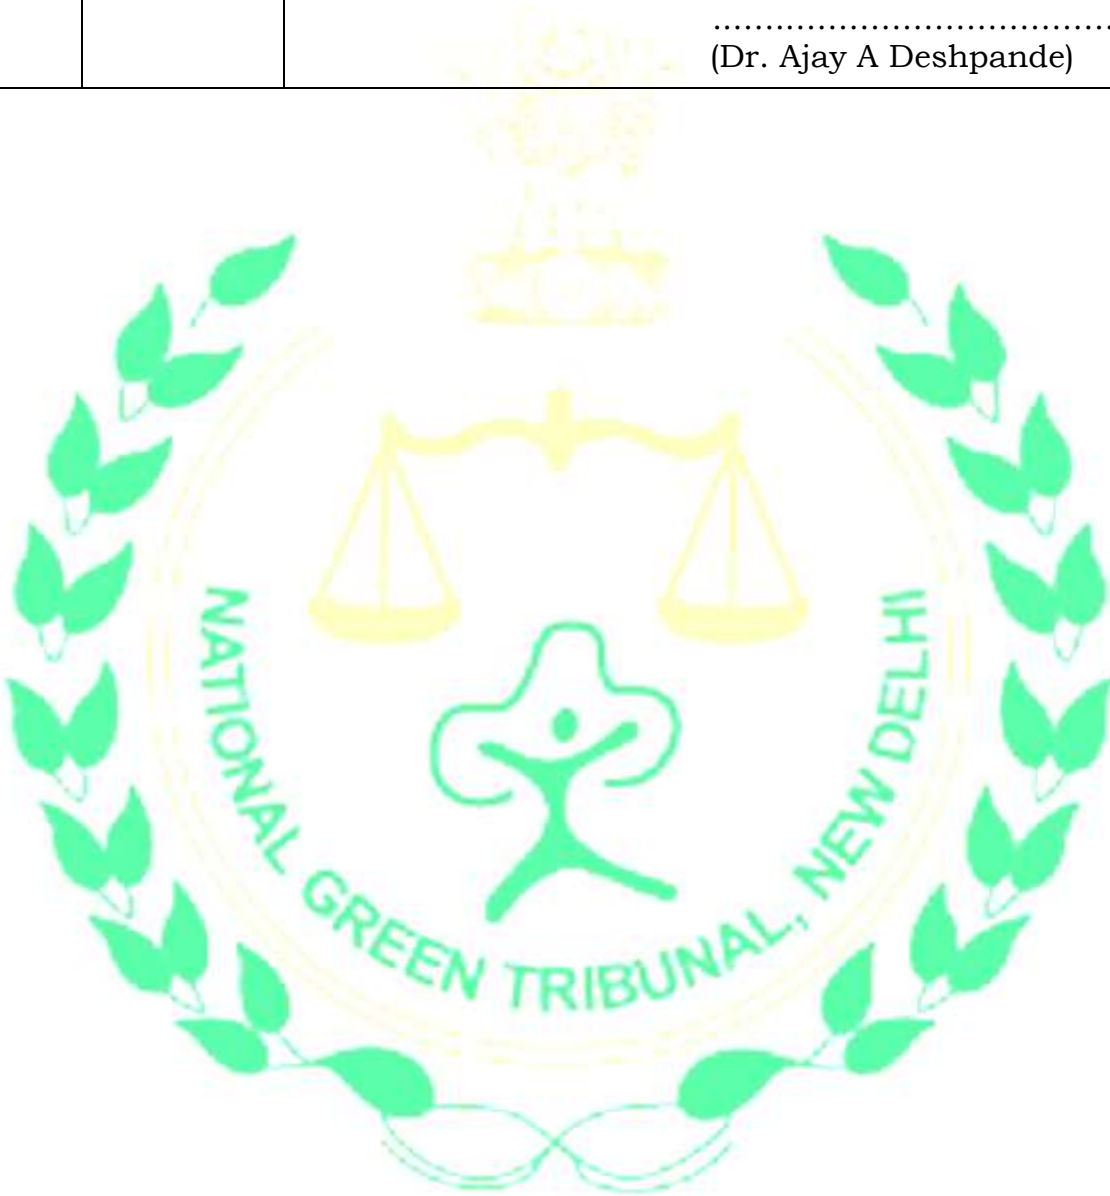 …………………………………
(Dr. Ajay A Deshpande)
NATIONAL GREEN TRIBUNAL, NEW DELHI